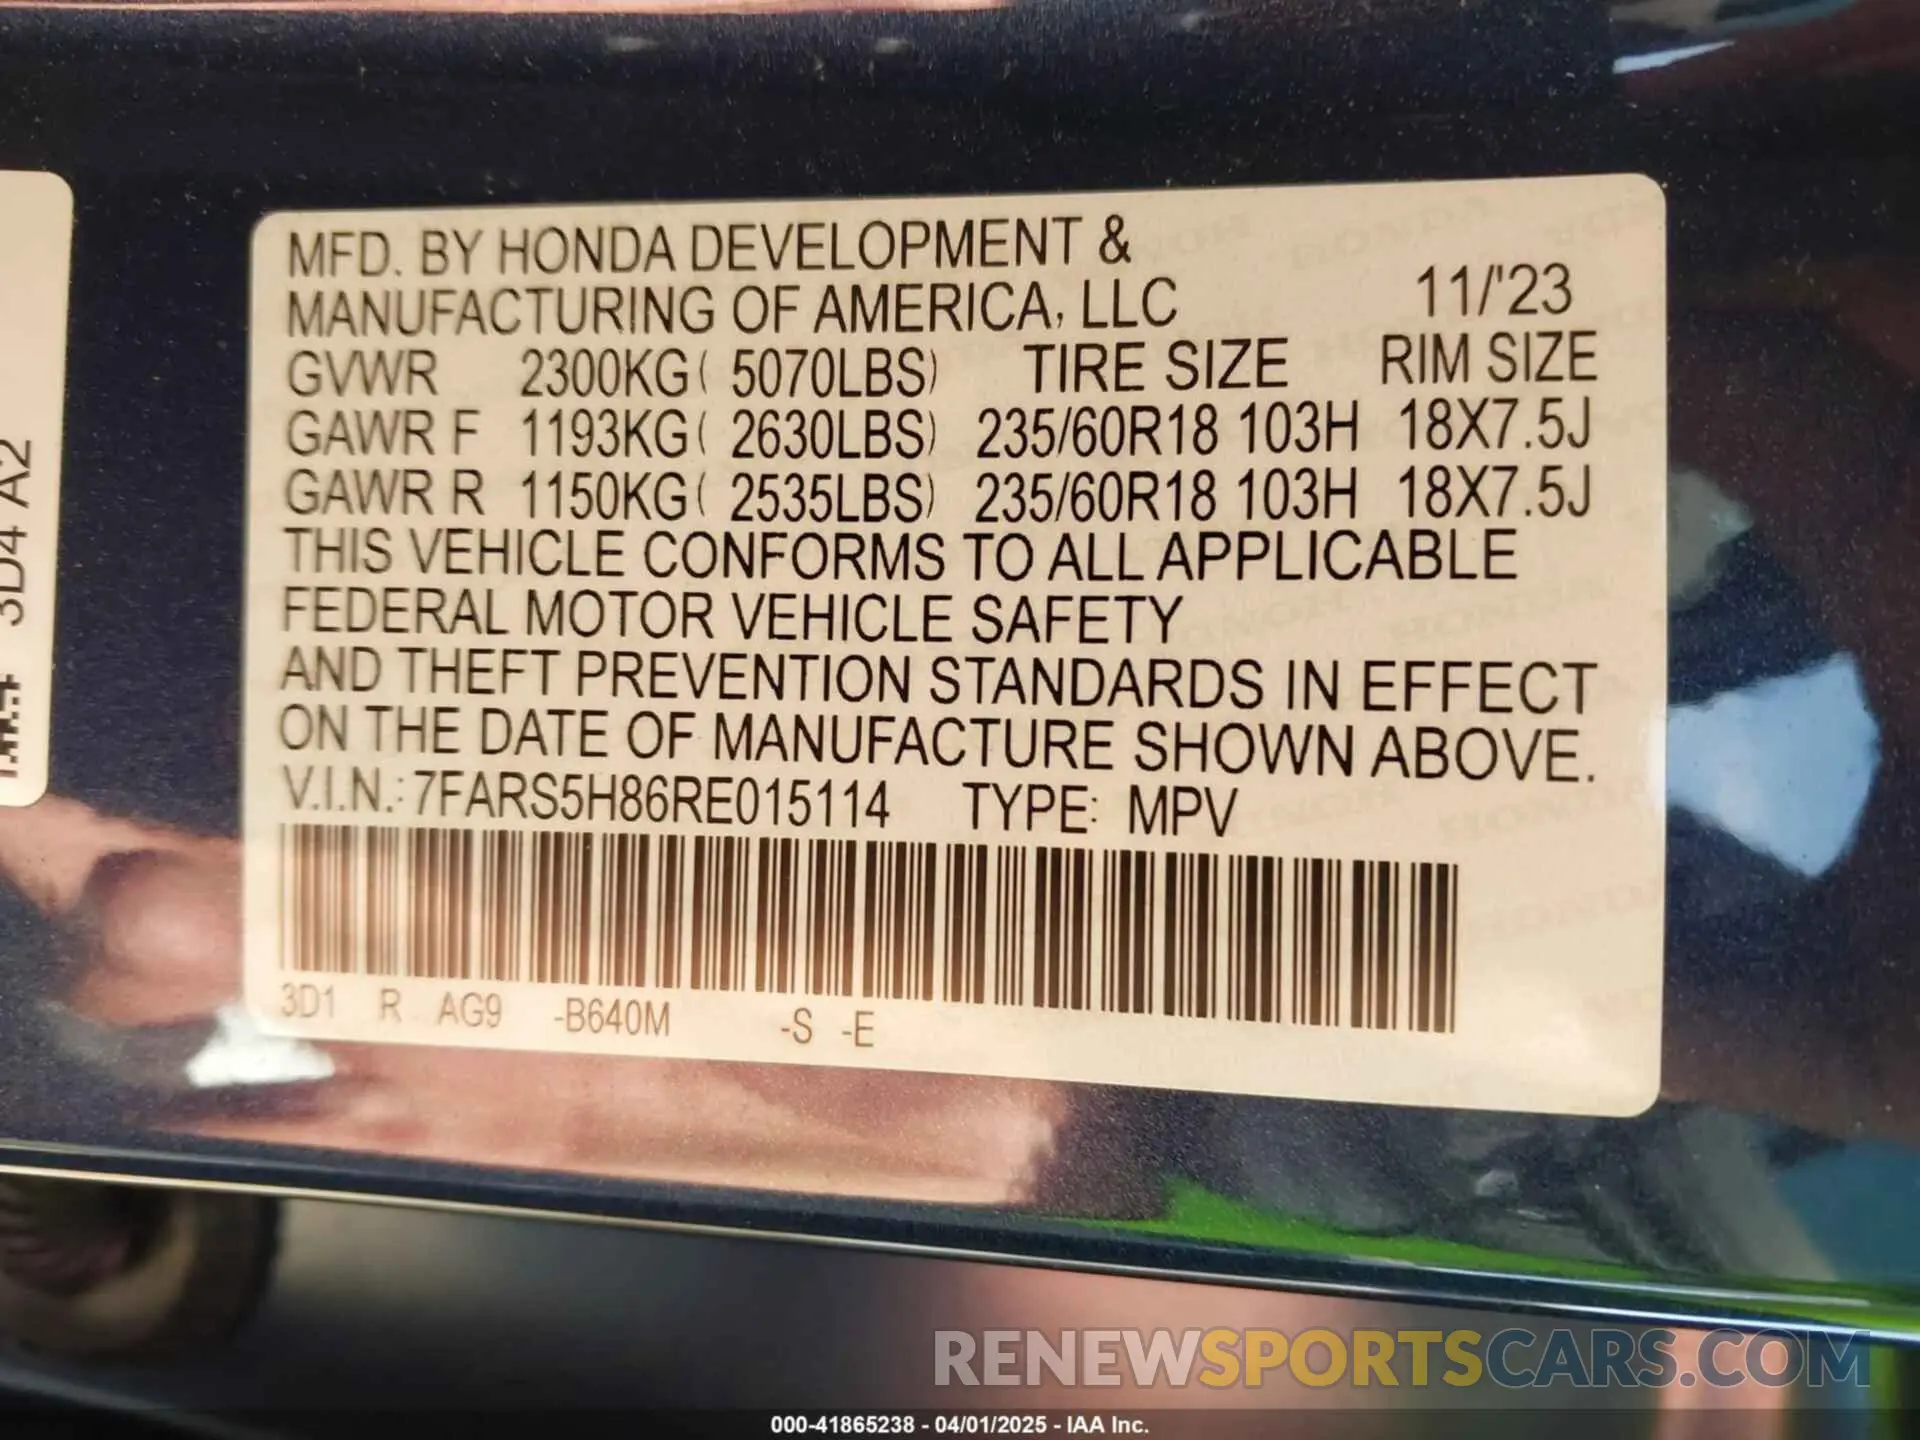 MFD. BY HONDA DEVELOPMENT &
MANUFACTURING OF AMERICA, LLC 11/'23
GVWR 2300KG( 5070LBS) TIRE SIZE RIM SIZE
GAWR F 1193KG( 2630LBS) 235/60R18 103H 18X7.5J
GAWR R 1150KG( 2535LBS) 235/60R18 103H 18X7.5J
THIS VEHICLE CONFORMS TO ALL APPLICABLE
FEDERAL MOTOR VEHICLE SAFETY
AND THEFT PREVENTION STANDARDS IN EFFECT
ON THE DATE OF MANUFACTURE SHOWN ABOVE.
V.I.N.: 7FARS5H86RE015114 TYPE: MPV
3D1 R AG9 -B640M -S -E
3D4 A2
RENEWSPORTSCARS.COM
000-41865238 - 04/01/2025 - IAA Inc.